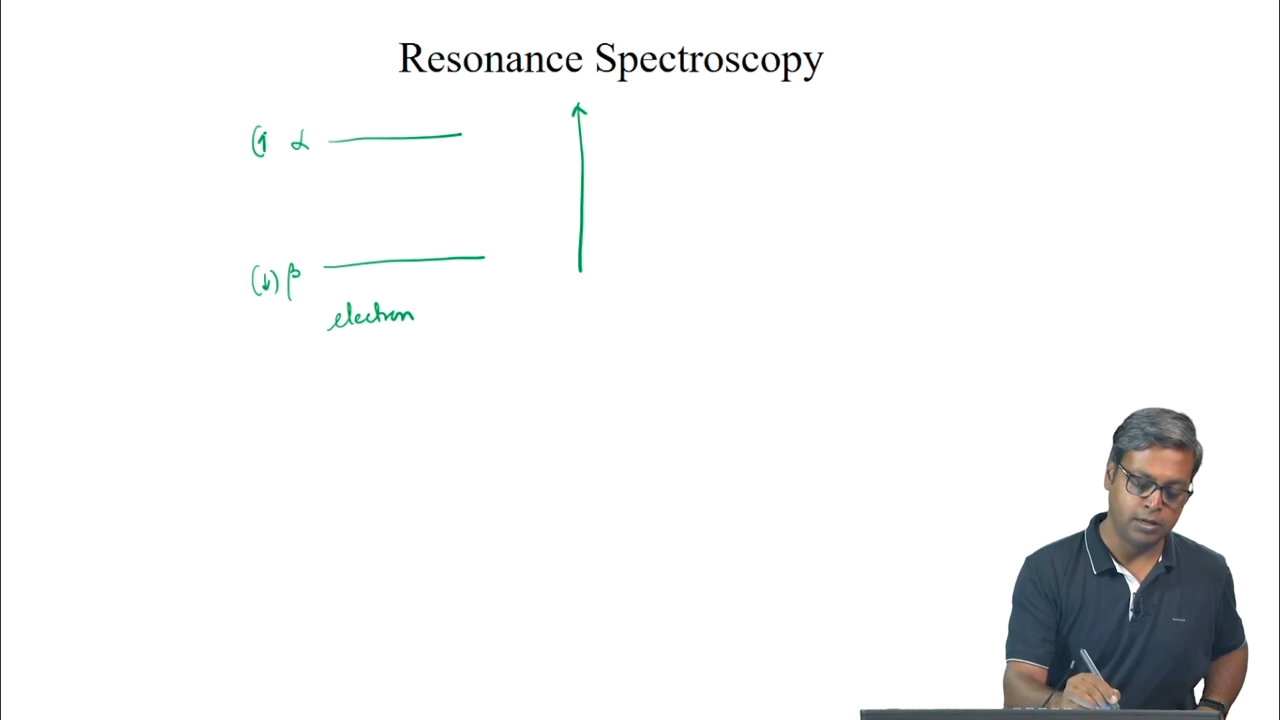 Resonance Spectroscopy
(↑ α
(↓) β
electron